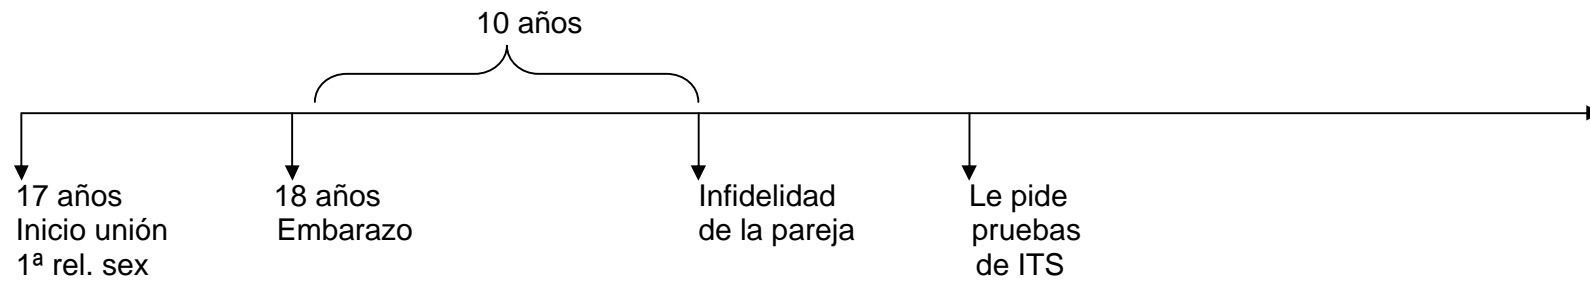 10 años
17 años
Inicio unión
1ª rel. sex
18 años
Embarazo
Infidelidad
de la pareja
Le pide
pruebas
de ITS